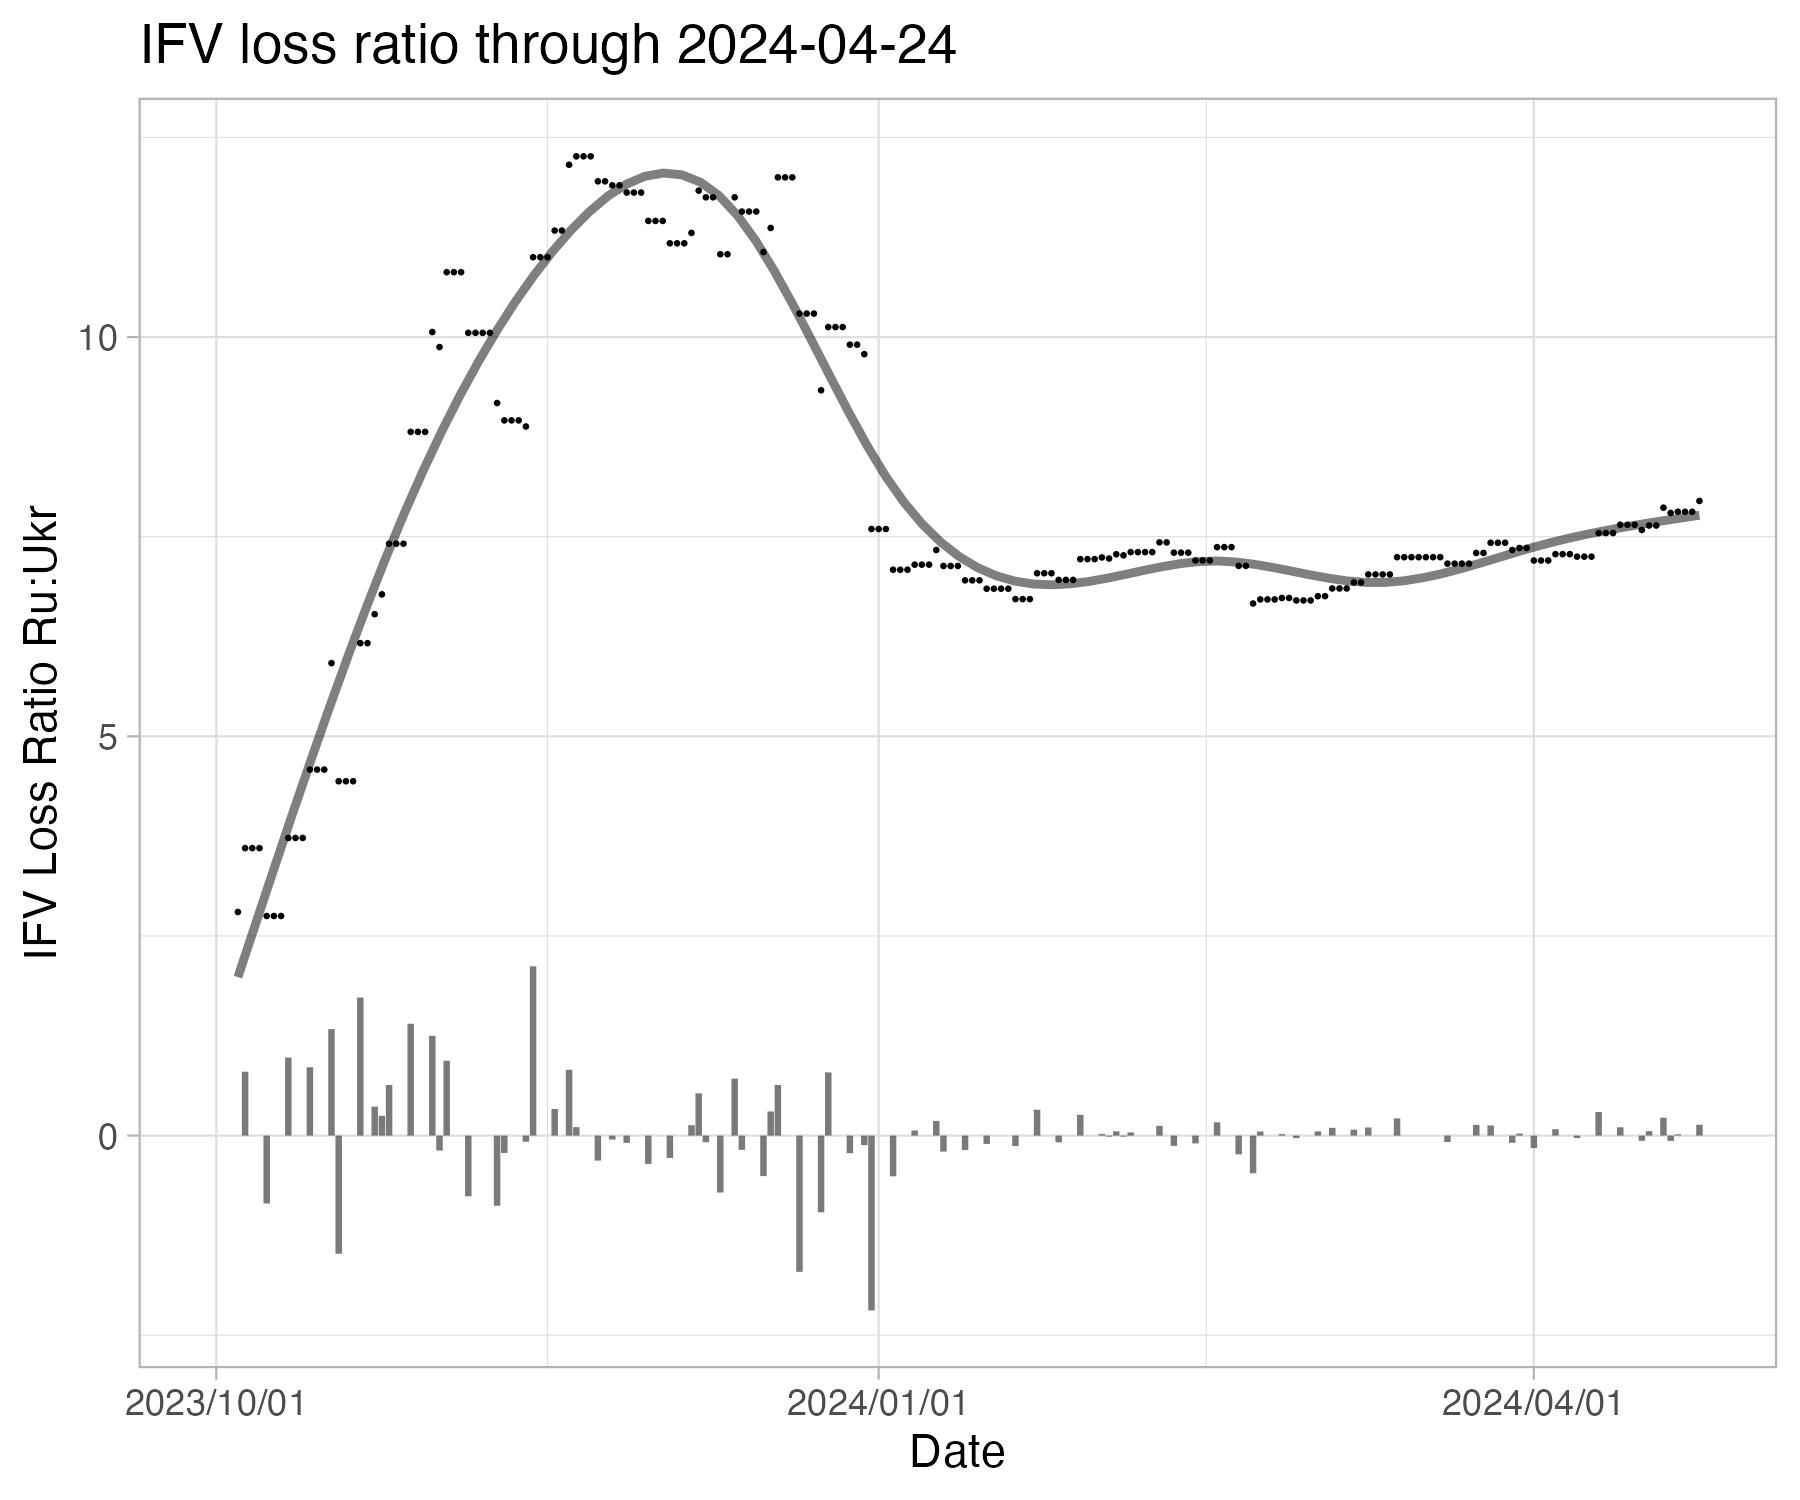 IFV loss ratio through 2024-04-24
IFV Loss Ratio Ru:Ukr
10
5
0
2023/10/01
2024/01/01
2024/04/01
Date